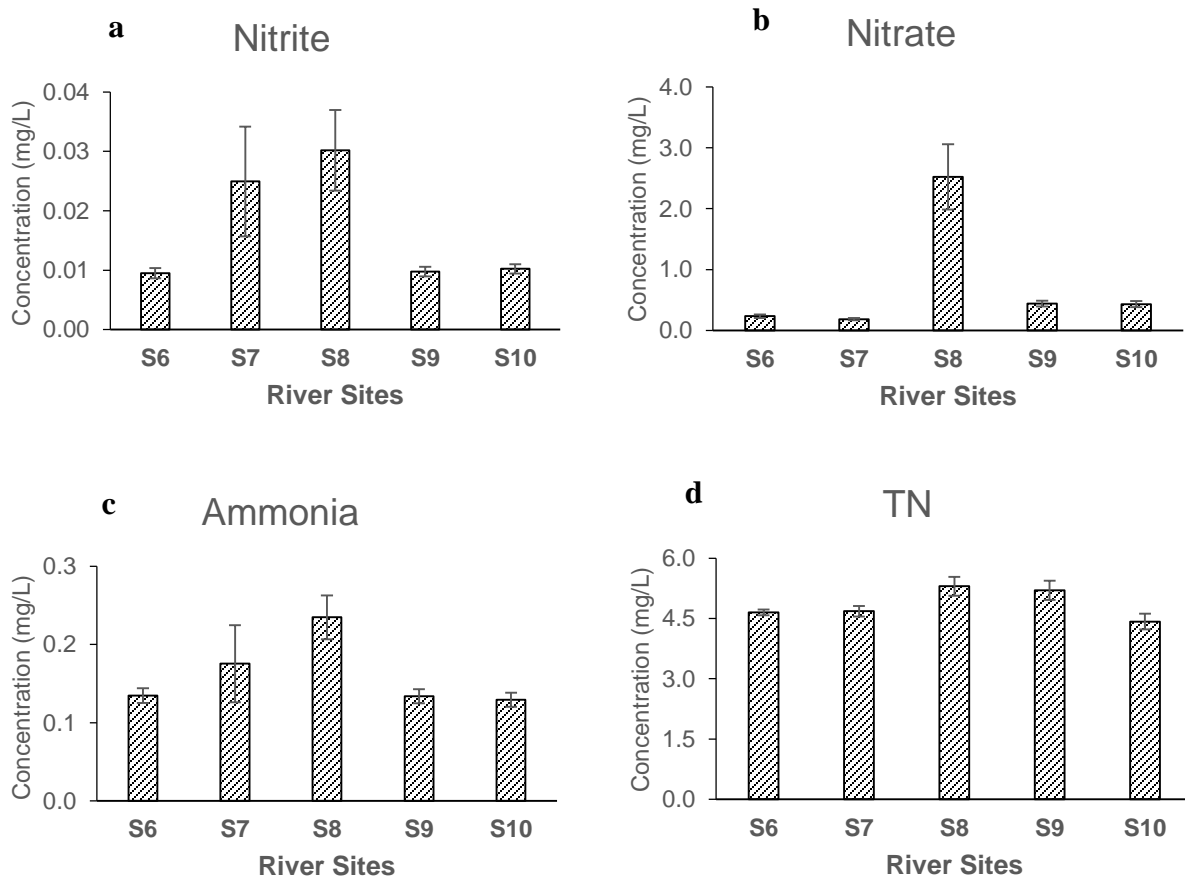 a
Nitrite
Concentration (mg/L)
0.04
0.03
0.02
0.01
0.00
S6 S7 S8 S9 S10
River Sites
b
Nitrate
Concentration (mg/L)
4.0
3.0
2.0
1.0
0.0
S6 S7 S8 S9 S10
River Sites
c
Ammonia
Concentration (mg/L)
0.3
0.2
0.1
0.0
S6 S7 S8 S9 S10
River Sites
d
TN
Concentration (mg/L)
6.0
4.5
3.0
1.5
0.0
S6 S7 S8 S9 S10
River Sites